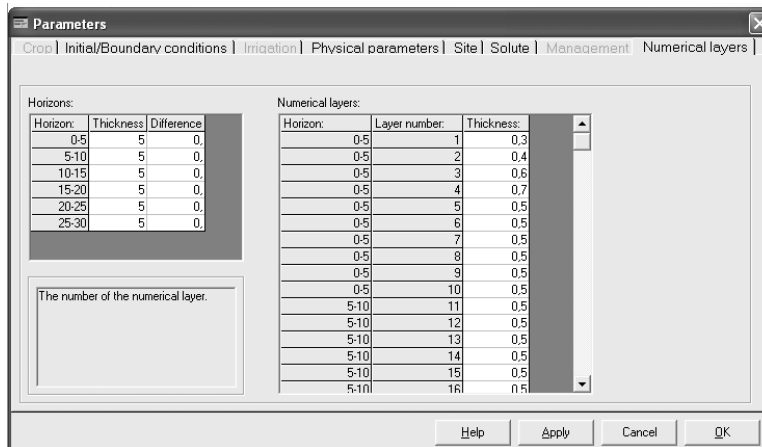 Parameters
Crop Initial/Boundary conditions Irrigation Physical parameters Site Solute Management Numerical layers
Horizons:
Horizon: Thickness Difference
0-5 5 0,
5-10 5 0,
10-15 5 0,
15-20 5 0,
20-25 5 0,
25-30 5 0,
The number of the numerical layer.
Numerical layers:
Horizon: Layer number: Thickness:
0-5 1 0,3
0-5 2 0,4
0-5 3 0,6
0-5 4 0,7
0-5 5 0,5
0-5 6 0,5
0-5 7 0,5
0-5 8 0,5
0-5 9 0,5
0-5 10 0,5
5-10 11 0,5
5-10 12 0,5
5-10 13 0,5
5-10 14 0,5
5-10 15 0,5
5-10 16 0,5
Help Apply Cancel OK